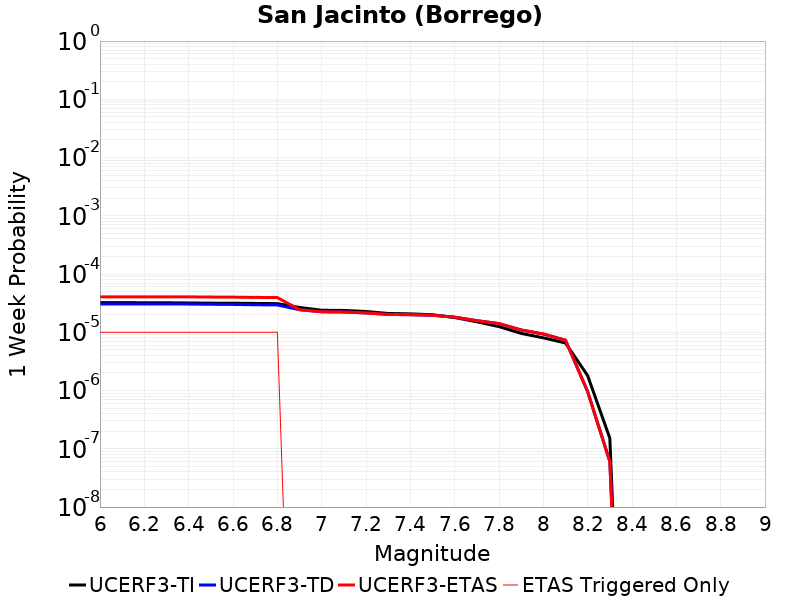 San Jacinto (Borrego)
1 Week Probability
10^0
10^-1
10^-2
10^-3
10^-4
10^-5
10^-6
10^-7
10^-8
6 6.2 6.4 6.6 6.8 7 7.2 7.4 7.6 7.8 8 8.2 8.4 8.6 8.8 9
Magnitude
UCERF3-TI UCERF3-TD UCERF3-ETAS ETAS Triggered Only